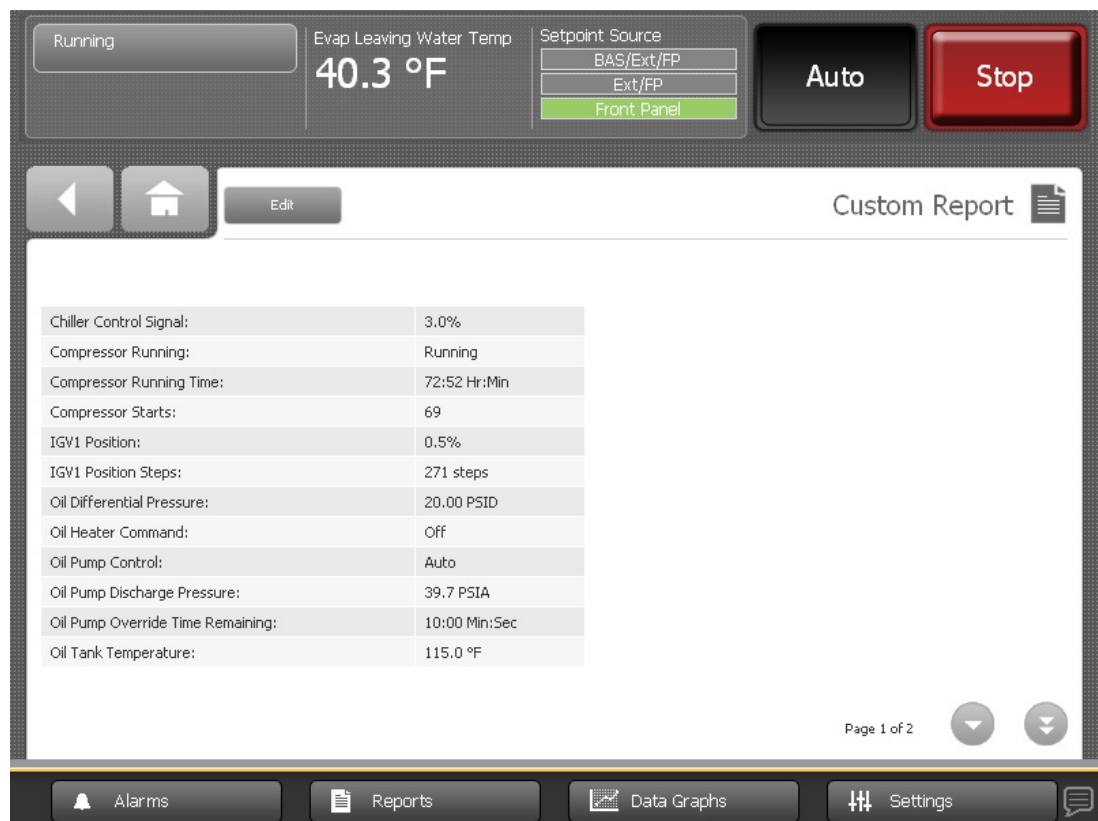 Running
Evap Leaving Water Temp
40.3 °F
Setpoint Source
BAS/Ext/FP
Ext/FP
Front Panel
Auto
Stop
Edit
Custom Report
Chiller Control Signal: 3.0%
Compressor Running: Running
Compressor Running Time: 72:52 Hr:Min
Compressor Starts: 69
IGV1 Position: 0.5%
IGV1 Position Steps: 271 steps
Oil Differential Pressure: 20.00 PSID
Oil Heater Command: Off
Oil Pump Control: Auto
Oil Pump Discharge Pressure: 39.7 PSIA
Oil Pump Override Time Remaining: 10:00 Min:Sec
Oil Tank Temperature: 115.0 °F
Page 1 of 2
Alarms
Reports
Data Graphs
Settings